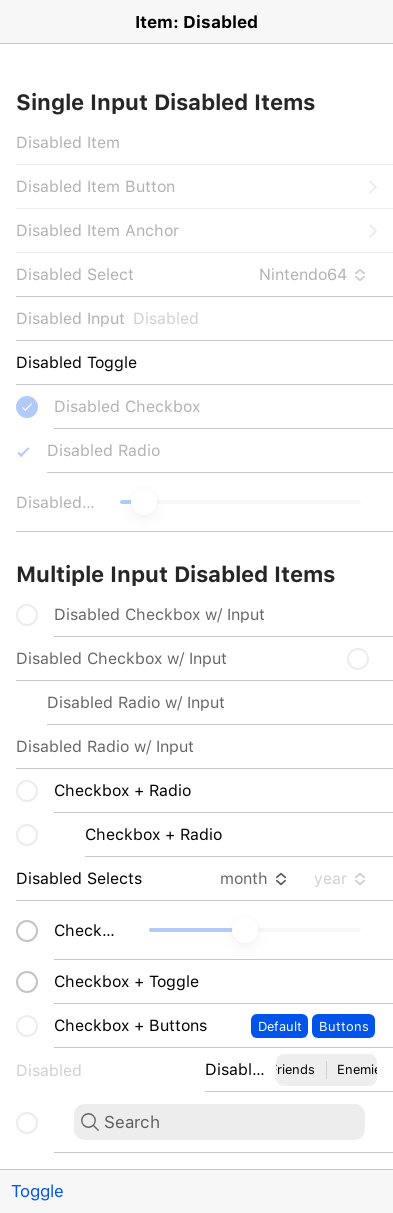 Item: Disabled
Single Input Disabled Items
Disabled Item
Disabled Item Button
Disabled Item Anchor
Disabled Select Nintendo64
Disabled Input Disabled
Disabled Toggle
Disabled Checkbox
Disabled Radio
Disabled...
Multiple Input Disabled Items
Disabled Checkbox w/ Input
Disabled Checkbox w/ Input
Disabled Radio w/ Input
Disabled Radio w/ Input
Checkbox + Radio
Checkbox + Radio
Disabled Selects month year
Check...
Checkbox + Toggle
Checkbox + Buttons Default Buttons
Disabled Disabl... riends Enemie
Search
Toggle